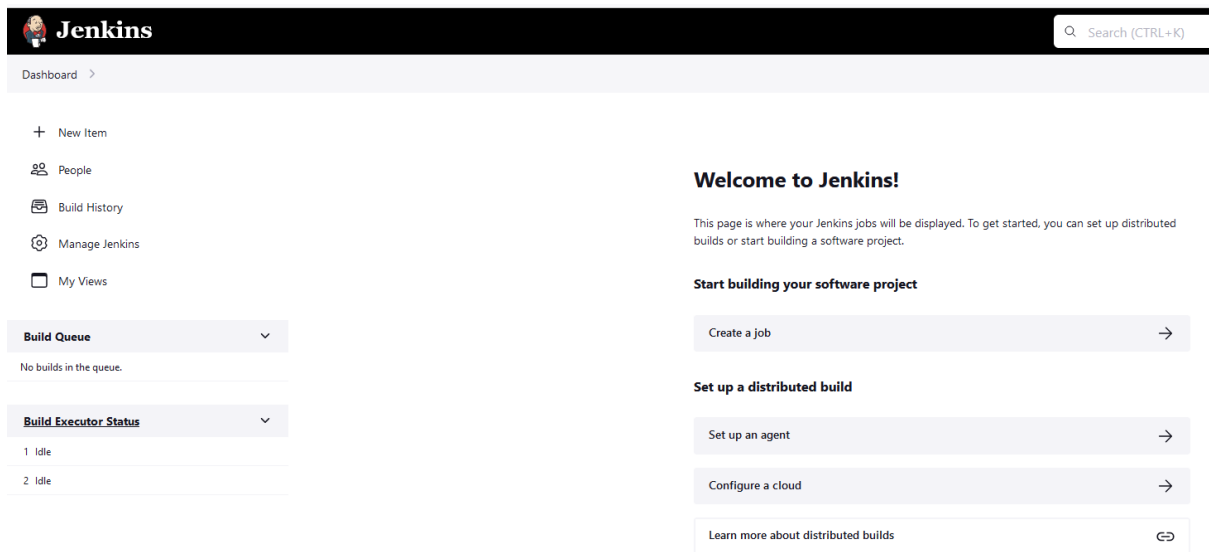 Jenkins
Search (CTRL+K)
Dashboard
New Item
People
Build History
Manage Jenkins
My Views
Build Queue
No builds in the queue.
Build Executor Status
1 Idle
2 Idle
Welcome to Jenkins!
This page is where your Jenkins jobs will be displayed. To get started, you can set up distributed
builds or start building a software project.
Start building your software project
Create a job
Set up a distributed build
Set up an agent
Configure a cloud
Learn more about distributed builds